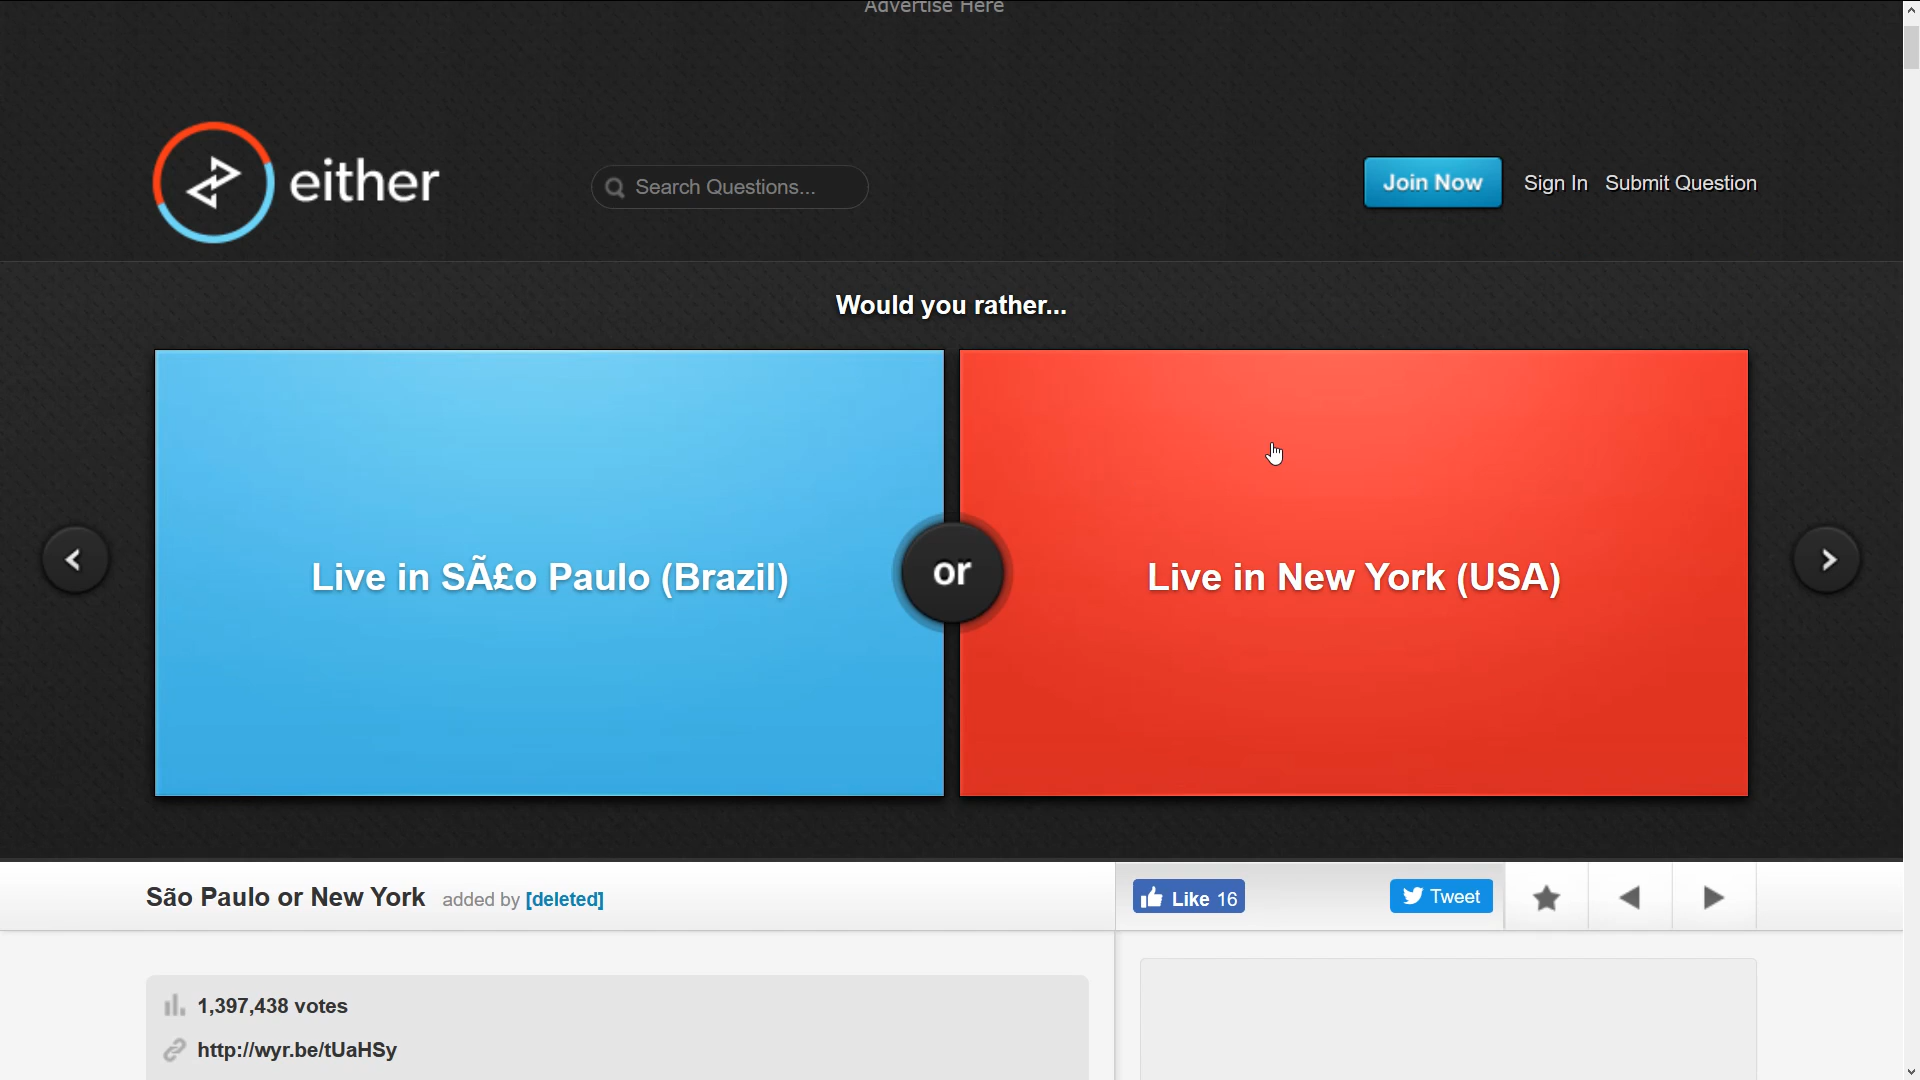 Advertise Here
either
Search Questions...
Join Now
Sign In
Submit Question
Would you rather...
Live in SÃ£o Paulo (Brazil)
or
Live in New York (USA)
São Paulo or New York added by [deleted]
Like 16
Tweet
1,397,438 votes
http://wyr.be/tUaHSy